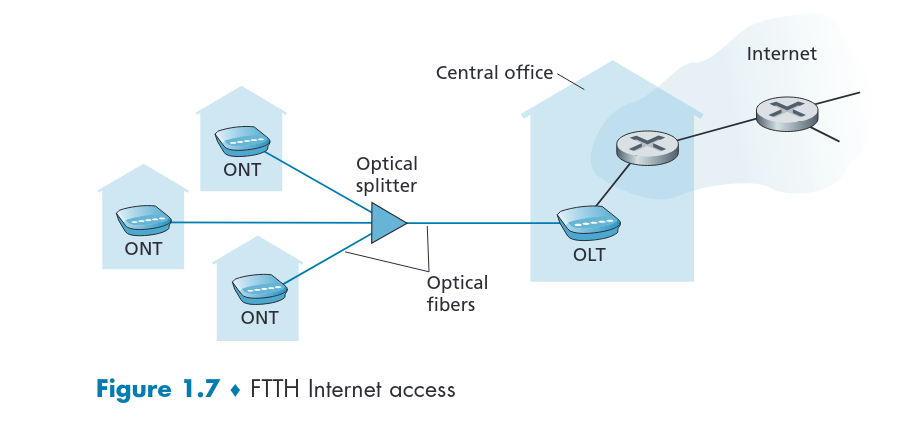 Internet
Central office
Optical
splitter
ONT
ONT
ONT
OLT
Optical
fibers
Figure 1.7 ♦ FTTH Internet access